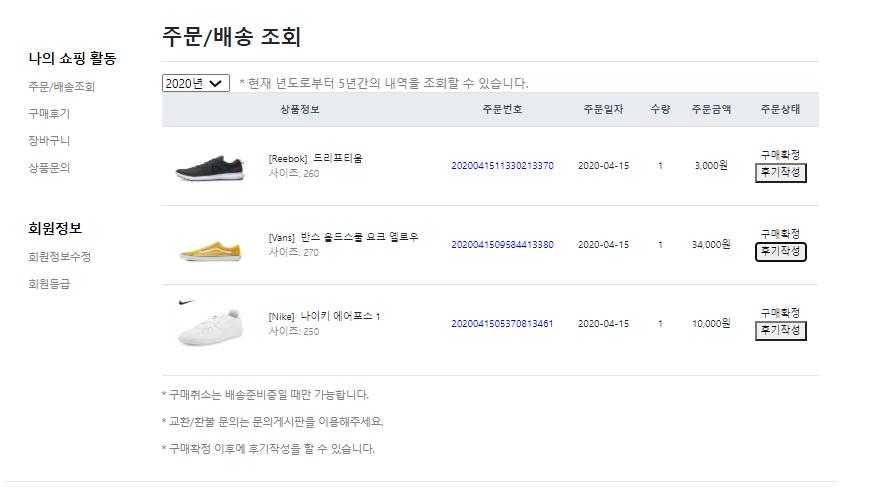 주문/배송 조회
나의 쇼핑 활동
주문/배송조회
구매후기
장바구니
상품문의
회원정보
회원정보수정
회원등급
2020년 * 현재 년도로부터 5년간의 내역을 조회할 수 있습니다.
상품정보 주문번호 주문일자 수량 주문금액 주문상태
[Reebok] 드리프티움
사이즈: 260
2020041511330213370 2020-04-15 1 3,000원
구매확정
후기작성
[Vans] 반스 올드스쿨 요크 옐로우
사이즈: 270
2020041509584413380 2020-04-15 1 34,000원
구매확정
후기작성
[Nike] 나이키 에어포스 1
사이즈: 250
2020041505370813461 2020-04-15 1 10,000원
구매확정
후기작성
* 구매취소는 배송준비중일 때만 가능합니다.
* 교환/환불 문의는 문의게시판을 이용해주세요.
* 구매확정 이후에 후기작성을 할 수 있습니다.